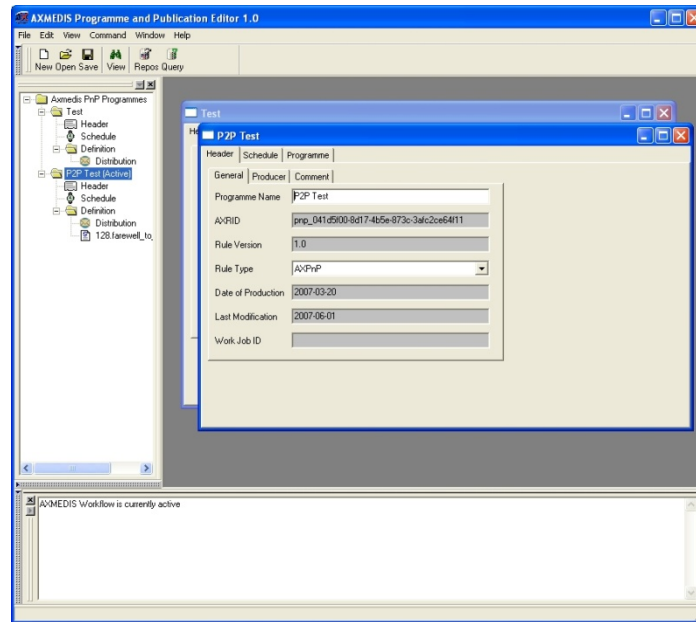 AXMEDIS Programme and Publication Editor 1.0
File Edit View Command Window Help
New Open Save View Repos Query
Axmedis PnP Programmes
Test
Header
Schedule
Definition
Distribution
P2P Test (Active)
Header
Schedule
Definition
Distribution
128.farewell_to_
Test
P2P Test
Header Schedule Programme
General Producer Comment
Programme Name P2P Test
AXRID pnp_041d5f00-8d17-4b5e-873c-3afc2ce64f11
Rule Version 1.0
Rule Type AXPnP
Date of Production 2007-03-20
Last Modification 2007-06-01
Work Job ID
AXMEDIS Workflow is currently active